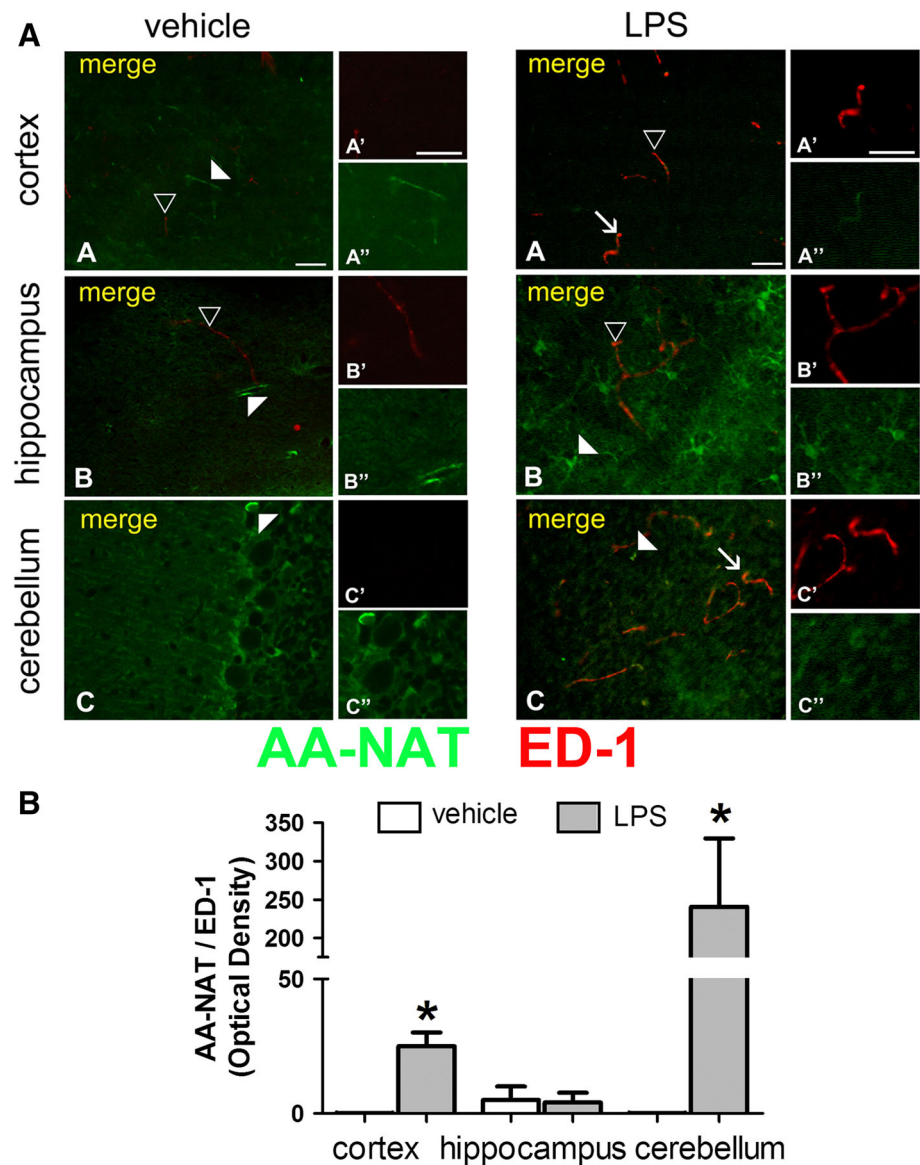 A
vehicle
LPS
cortex
merge
A
A’
A’’
merge
A
A’
A’’
hippocampus
merge
B
B’
B’’
merge
B
B’
B’’
cerebellum
merge
C
C’
C’’
merge
C
C’
C’’
AA-NAT ED-1
B
vehicle LPS
AA-NAT / ED-1
(Optical Density)
350
300
250
200
50
0
* *
cortex hippocampus cerebellum